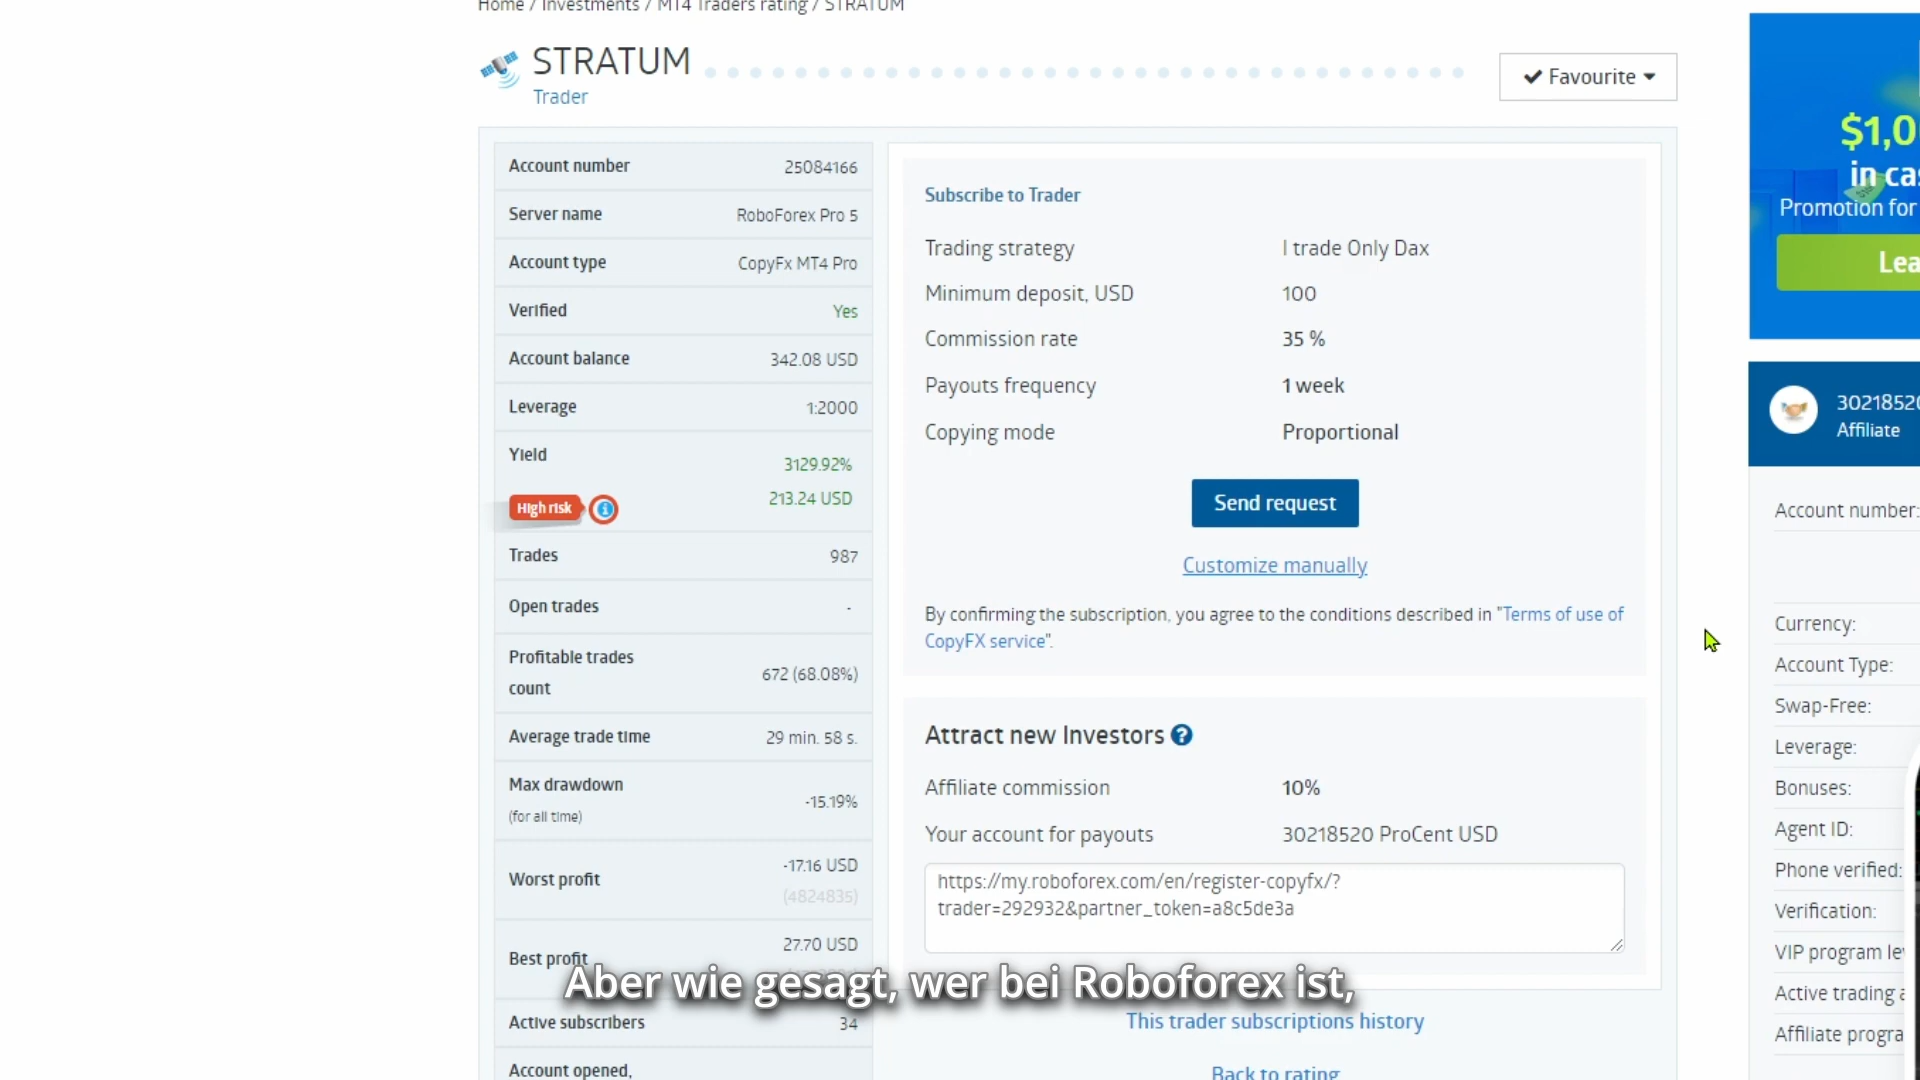 Home / Investments / MT4 Traders rating / STRATUM
STRATUM
Trader
Favourite
Account number 25084166
Server name RoboForex Pro 5
Account type CopyFx MT4 Pro
Verified Yes
Account balance 342.08 USD
Leverage 1:2000
Yield 3129.92%
213.24 USD
High risk
Trades 987
Open trades -
Profitable trades
count 672 (68.08%)
Average trade time 29 min. 58 s.
Max drawdown
(for all time) -15.19%
Worst profit -17.16 USD
(4824835)
Best profit 27.70 USD
Active subscribers 34
Account opened,
Subscribe to Trader
Trading strategy I trade Only Dax
Minimum deposit, USD 100
Commission rate 35 %
Payouts frequency 1 week
Copying mode Proportional
Send request
Customize manually
By confirming the subscription, you agree to the conditions described in "Terms of use of
CopyFX service".
Attract new Investors
Affiliate commission 10%
Your account for payouts 30218520 ProCent USD
https://my.roboforex.com/en/register-copyfx/?
trader=292932&partner_token=a8c5de3a
This trader subscriptions history
Back to rating
Aber wie gesagt, wer bei Roboforex ist,
$1,0
in cas
Promotion for
Lea
30218520
Affiliate
Account number:
Currency:
Account Type:
Swap-Free:
Leverage:
Bonuses:
Agent ID:
Phone verified:
Verification:
VIP program le
Active trading a
Affiliate progra